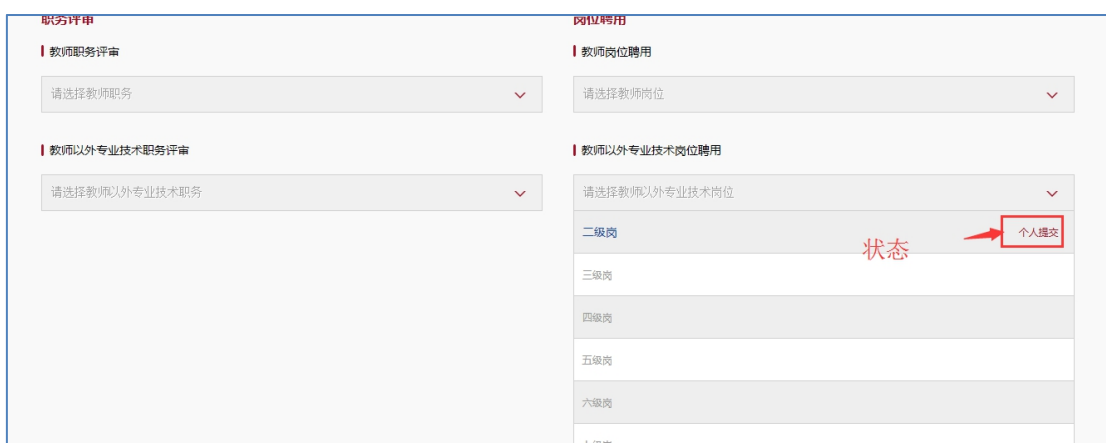 职务评审
教师职务评审
请选择教师职务
教师以外专业技术职务评审
请选择教师以外专业技术职务
岗位聘用
教师岗位聘用
请选择教师岗位
教师以外专业技术岗位聘用
请选择教师以外专业技术岗位
二级岗
状态
个人提交
三级岗
四级岗
五级岗
六级岗